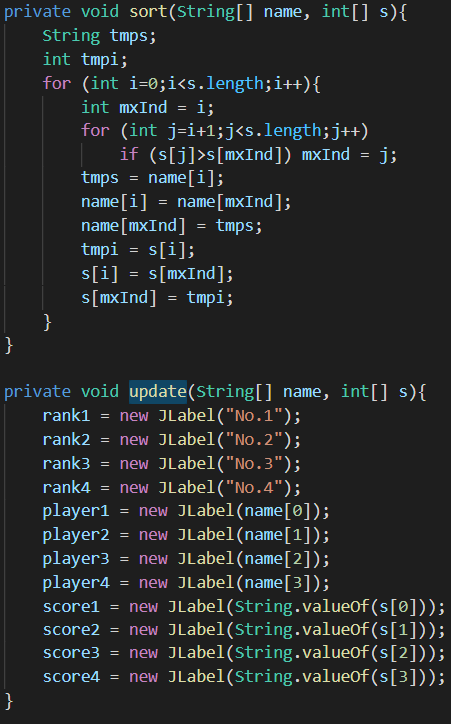 private void sort(String[] name, int[] s){
    String tmps;
    int tmpi;
    for (int i=0;i<s.length;i++){
        int mxInd = i;
        for (int j=i+1;j<s.length;j++)
            if (s[j]>s[mxInd]) mxInd = j;
        tmps = name[i];
        name[i] = name[mxInd];
        name[mxInd] = tmps;
        tmpi = s[i];
        s[i] = s[mxInd];
        s[mxInd] = tmpi;
    }
}

private void update(String[] name, int[] s){
    rank1 = new JLabel("No.1");
    rank2 = new JLabel("No.2");
    rank3 = new JLabel("No.3");
    rank4 = new JLabel("No.4");
    player1 = new JLabel(name[0]);
    player2 = new JLabel(name[1]);
    player3 = new JLabel(name[2]);
    player4 = new JLabel(name[3]);
    score1 = new JLabel(String.valueOf(s[0]));
    score2 = new JLabel(String.valueOf(s[1]));
    score3 = new JLabel(String.valueOf(s[2]));
    score4 = new JLabel(String.valueOf(s[3]));
}